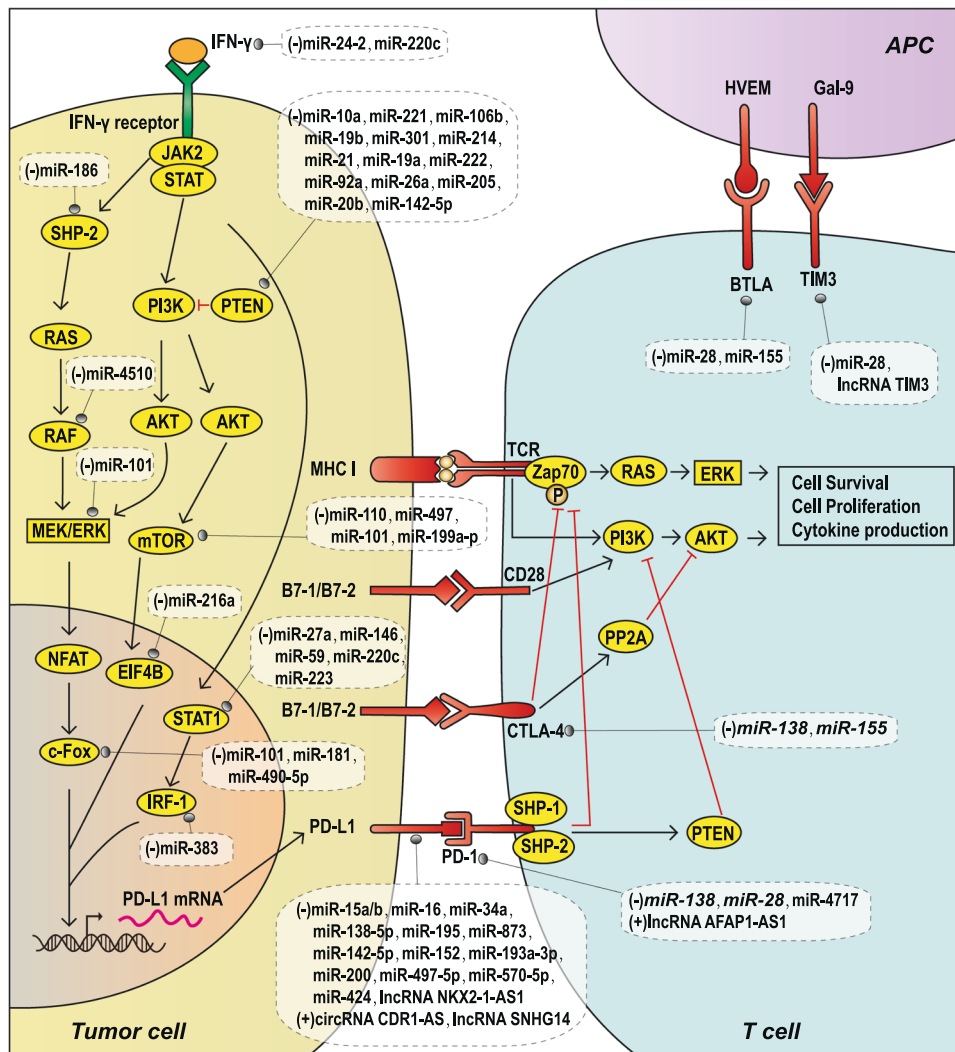 IFN-γ
(-)miR-24-2, miR-220c
APC
HVEM
Gal-9
IFN-γ receptor
(-)miR-10a, miR-221, miR-106b,
miR-19b, miR-301, miR-214,
miR-21, miR-19a, miR-222,
miR-92a, miR-26a, miR-205,
miR-20b, miR-142-5p
JAK2
STAT
(-)miR-186
SHP-2
PI3K
PTEN
BTLA
TIM3
RAS
(-)miR-28, miR-155
(-)miR-28,
lncRNA TIM3
(-)miR-4510
RAF
AKT
AKT
(-)miR-101
MHC I
TCR
Zap70
P
RAS
ERK
Cell Survival
Cell Proliferation
Cytokine production
MEK/ERK
mTOR
(-)miR-110, miR-497,
miR-101, miR-199a-p
PI3K
AKT
B7-1/B7-2
CD28
(-)miR-216a
(-)miR-27a, miR-146,
miR-59, miR-220c,
miR-223
PP2A
NFAT
EIF4B
STAT1
B7-1/B7-2
CTLA-4
(-)miR-138, miR-155
c-Fox
(-)miR-101, miR-181,
miR-490-5p
IRF-1
(-)miR-383
PD-L1
SHP-1
SHP-2
PD-1
PTEN
PD-L1 mRNA
(-)miR-15a/b, miR-16, miR-34a,
miR-138-5p, miR-195, miR-873,
miR-142-5p, miR-152, miR-193a-3p,
miR-200, miR-497-5p, miR-570-5p,
miR-424, lncRNA NKX2-1-AS1
(+)circRNA CDR1-AS, lncRNA SNHG14
(-)miR-138, miR-28, miR-4717
(+)lncRNA AFAP1-AS1
Tumor cell
T cell